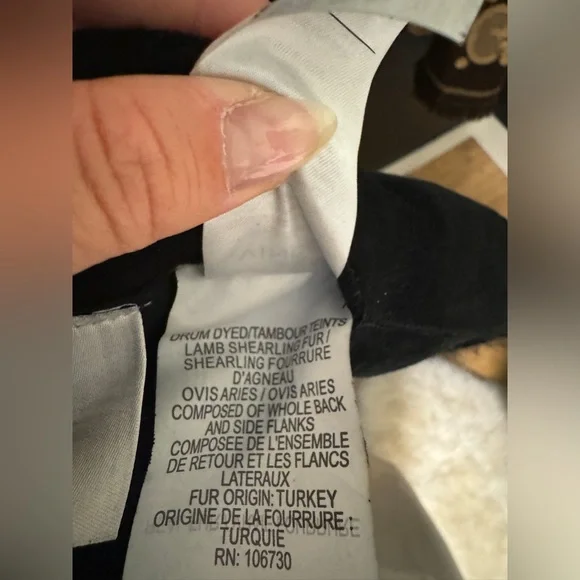 DRUM DYED/TAMBOUR TEINTS
LAMB SHEARLING FUR /
SHEARLING FOURRURE
D'AGNEAU
OVIS ARIES / OVIS ARIES
COMPOSED OF WHOLE BACK
AND SIDE FLANKS
COMPOSEE DE L'ENSEMBLE
DE RETOUR ET LES FLANCS
LATERAUX
FUR ORIGIN: TURKEY
ORIGINE DE LA FOURRURE :
TURQUIE
RN: 106730